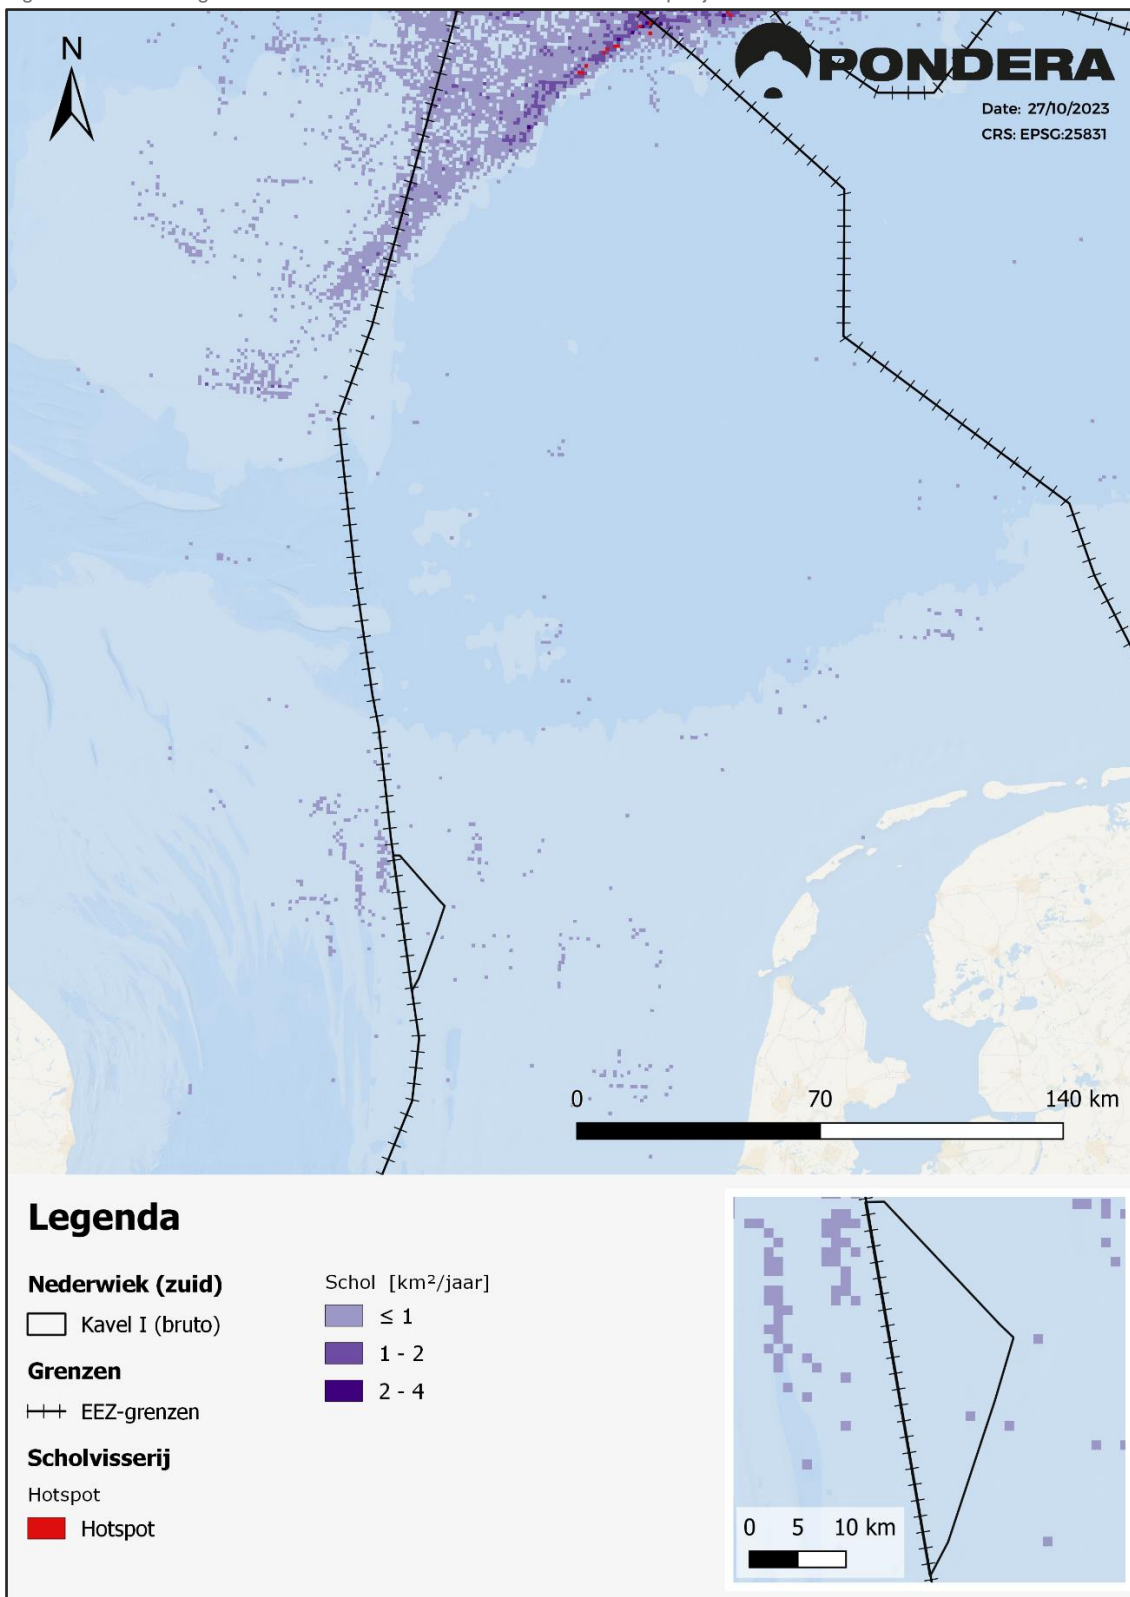 N
PONDERA
Date: 27/10/2023
CRS: EPSG:25831
0 70 140 km
Legenda
Nederwiek (zuid)
Kavel I (bruto)
Grenzen
EEZ-grenzen
Scholvisserij
Hotspot
Hotspot
Schol [km²/jaar]
≤ 1
1 - 2
2 - 4
0 5 10 km